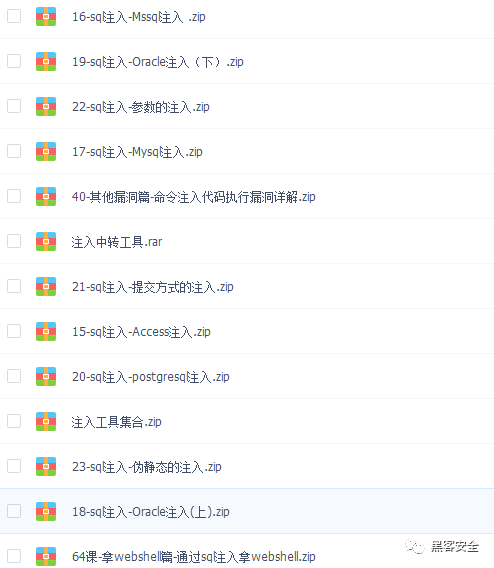 16-sql注入-Mssql注入 .zip
19-sql注入-Oracle注入（下）.zip
22-sql注入-参数的注入.zip
17-sql注入-Mysql注入.zip
40-其他漏洞篇-命令注入代码执行漏洞详解.zip
注入中转工具.rar
21-sql注入-提交方式的注入.zip
15-sql注入-Access注入.zip
20-sql注入-postgresql注入.zip
注入工具集合.zip
23-sql注入-伪静态的注入.zip
18-sql注入-Oracle注入(上).zip
黑客安全
64课-拿webshell篇-通过sql注入拿webshell.zip